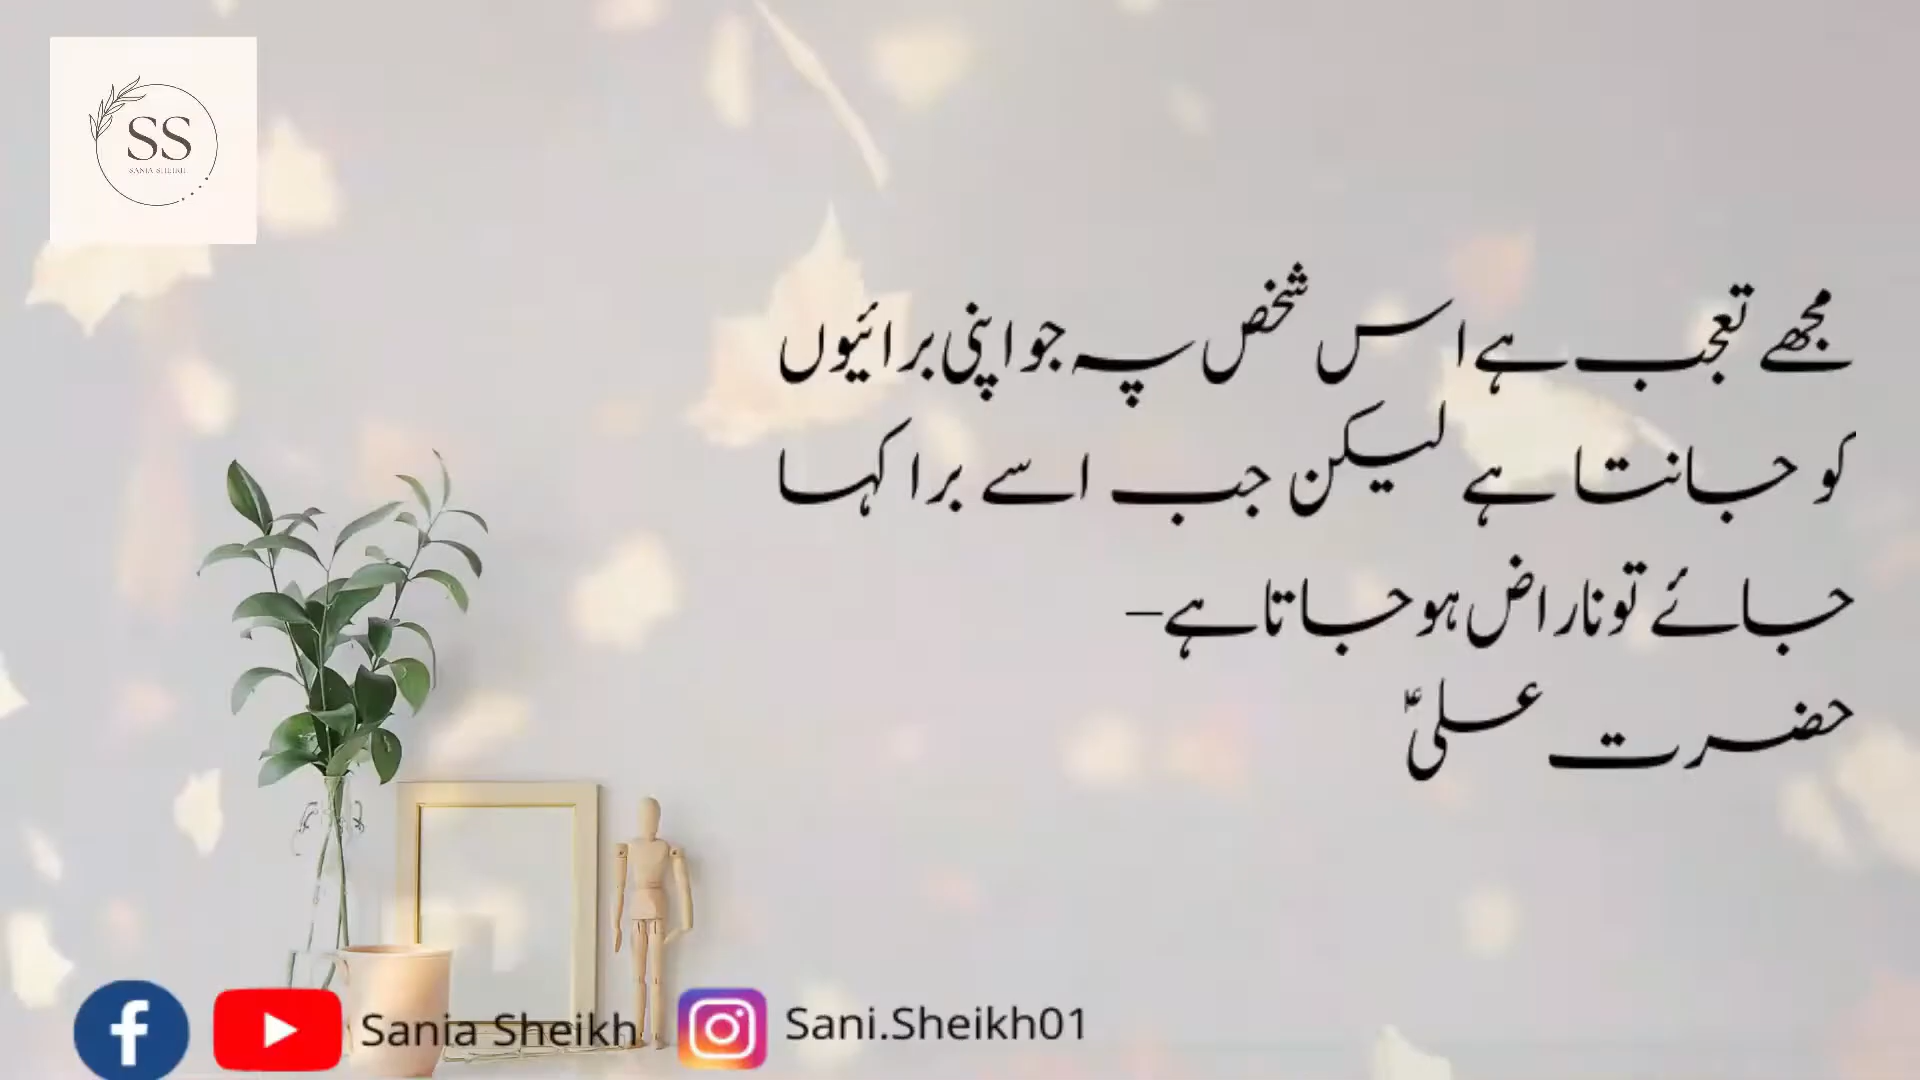 SS
SANIA SHEIKH
مجھے تعجب ہے اس شخص پہ جو اپنی برائیوں
کو جانتا ہے لیکن جب اسے برا کہا
جائے تو ناراض ہو جاتا ہے–
حضرت علیؑ
Sania Sheikh
Sani.Sheikh01